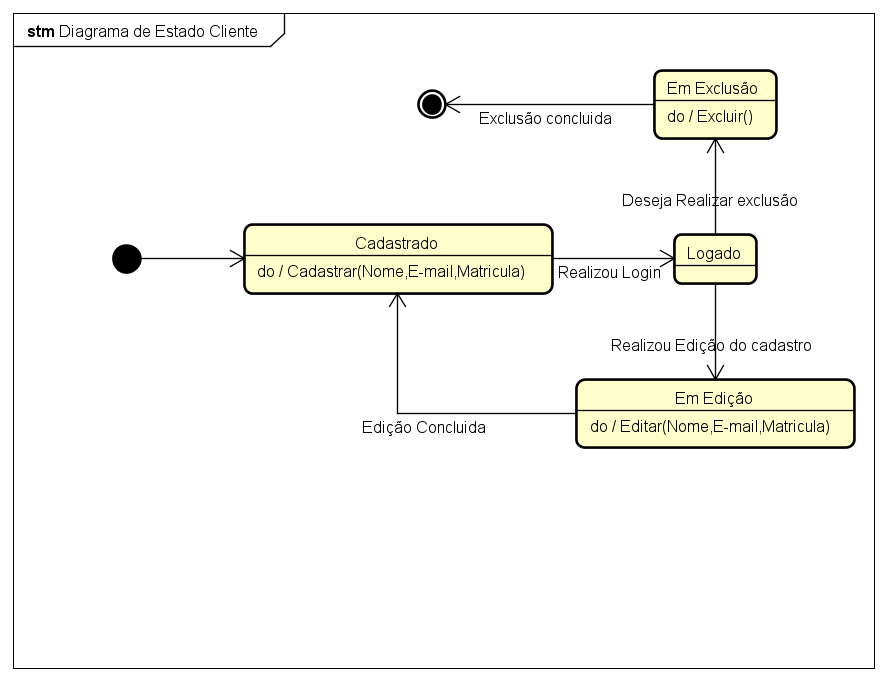 stm Diagrama de Estado Cliente
Em Exclusão
do / Excluir()
Exclusão concluida
Deseja Realizar exclusão
Cadastrado
do / Cadastrar(Nome,E-mail,Matricula)
Realizou Login
Logado
Realizou Edição do cadastro
Em Edição
do / Editar(Nome,E-mail,Matricula)
Edição Concluida